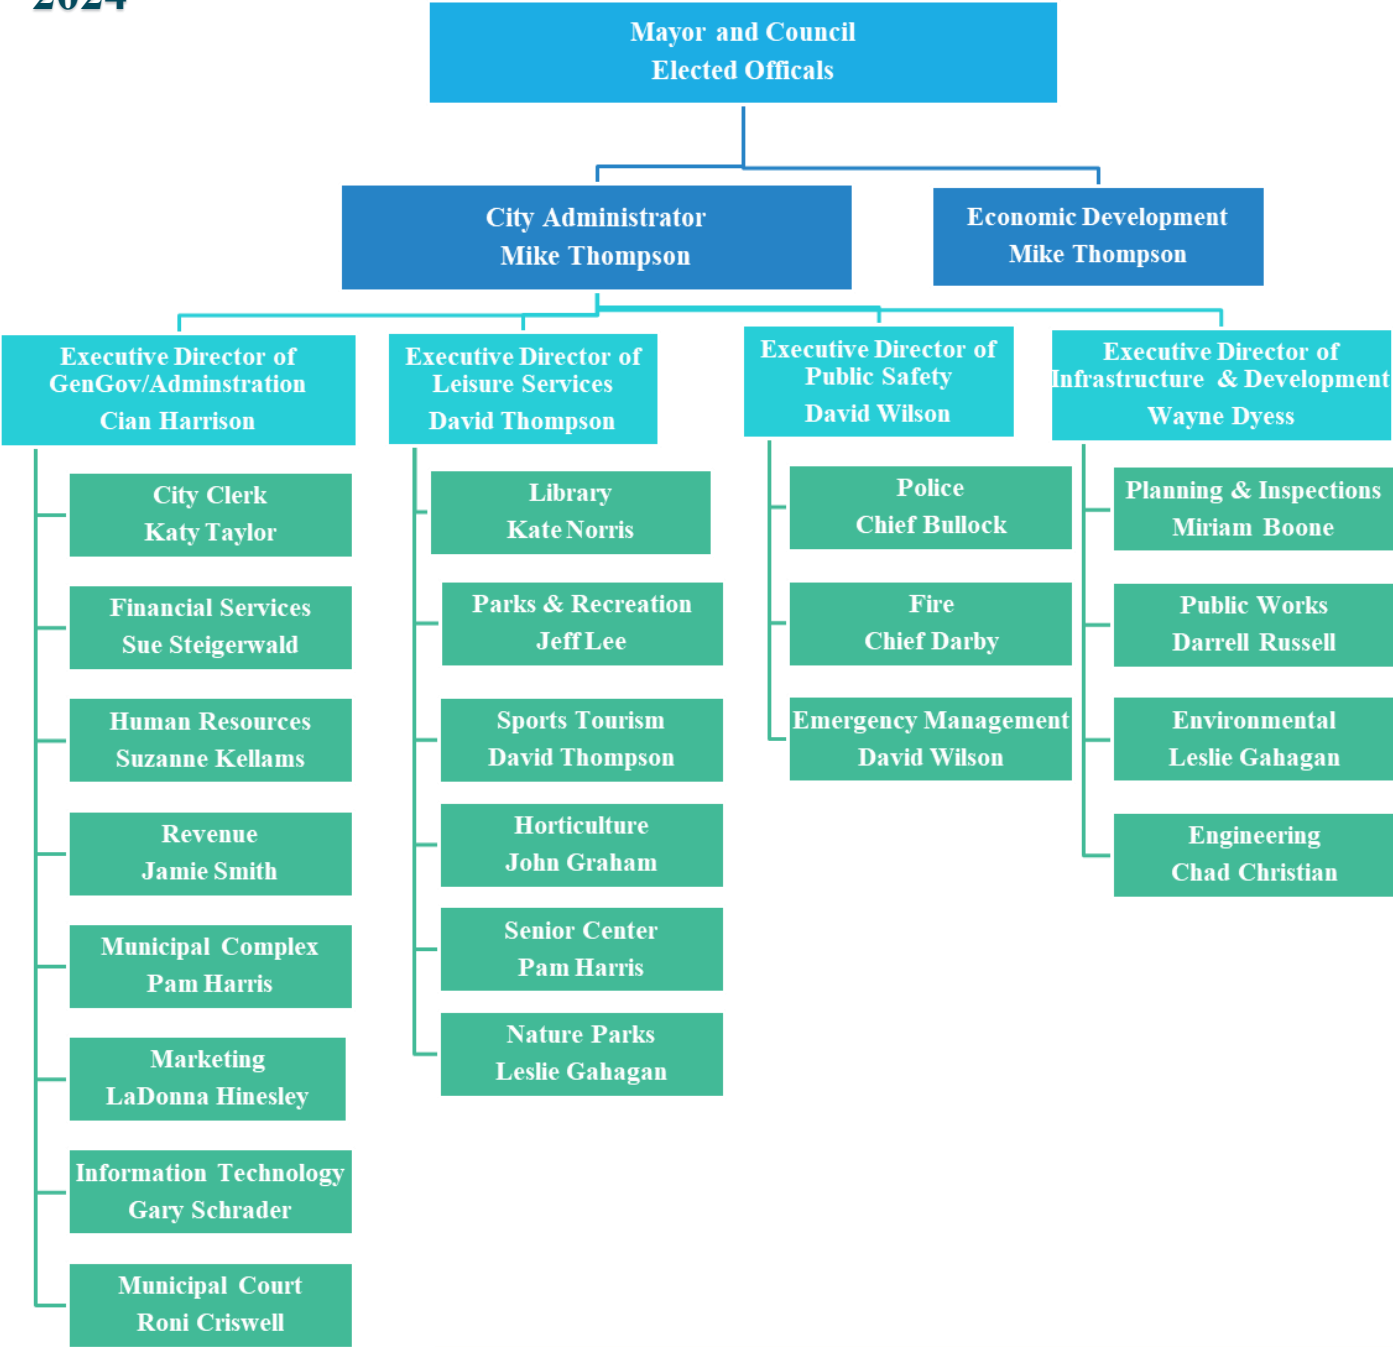 2024
Mayor and Council
Elected Officals
City Administrator
Mike Thompson
Economic Development
Mike Thompson
Executive Director of
GenGov/Adminstration
Cian Harrison
Executive Director of
Leisure Services
David Thompson
Executive Director of
Public Safety
David Wilson
Executive Director of
Infrastructure & Development
Wayne Dyess
City Clerk
Katy Taylor
Financial Services
Sue Steigerwald
Human Resources
Suzanne Kellams
Revenue
Jamie Smith
Municipal Complex
Pam Harris
Marketing
LaDonna Hinesley
Information Technology
Gary Schrader
Municipal Court
Roni Criswell
Library
Kate Norris
Parks & Recreation
Jeff Lee
Sports Tourism
David Thompson
Horticulture
John Graham
Senior Center
Pam Harris
Nature Parks
Leslie Gahagan
Police
Chief Bullock
Fire
Chief Darby
Emergency Management
David Wilson
Planning & Inspections
Miriam Boone
Public Works
Darrell Russell
Environmental
Leslie Gahagan
Engineering
Chad Christian